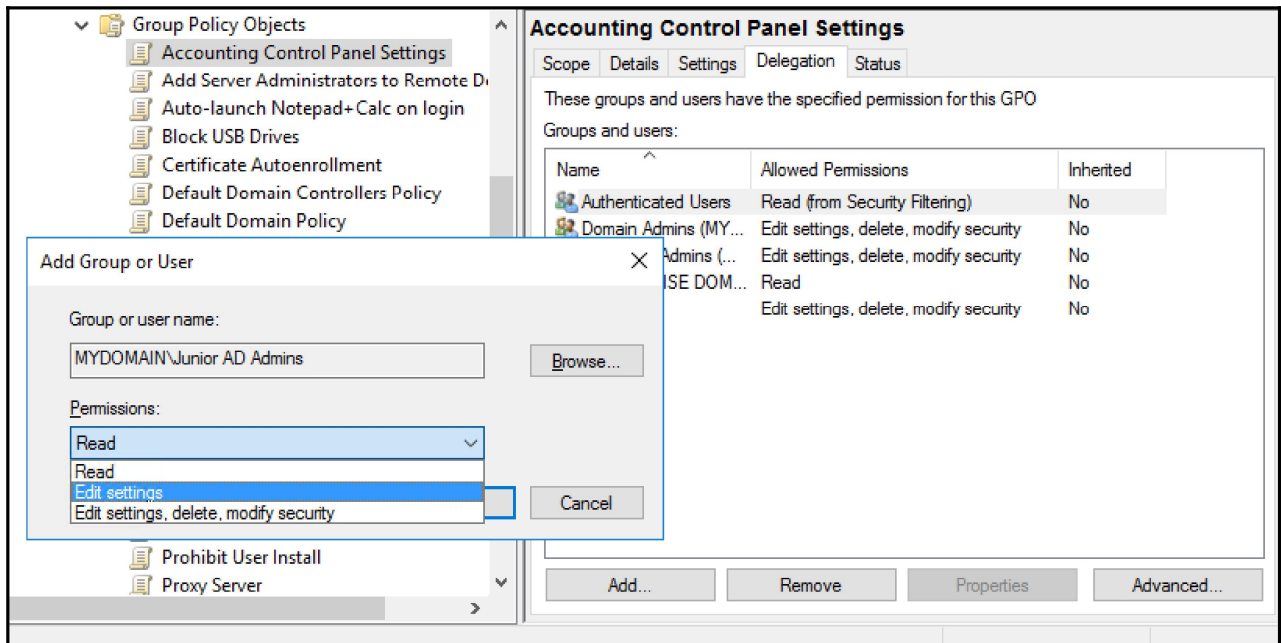 Group Policy Objects
Accounting Control Panel Settings
Add Server Administrators to Remote
Auto-launch Notepad+Calc on login
Block USB Drives
Certificate Autoenrollment
Default Domain Controllers Policy
Default Domain Policy
Prohibit User Install
Proxy Server
Accounting Control Panel Settings
Scope Details Settings Delegation Status
These groups and users have the specified permission for this GPO
Groups and users:
Name Allowed Permissions Inherited
Authenticated Users Read (from Security Filtering) No
Domain Admins (MY... Edit settings, delete, modify security No
Admins (... Edit settings, delete, modify security No
ISE DOM... Read No
Edit settings, delete, modify security No
Add... Remove Properties Advanced...
Add Group or User
Group or user name:
MYDOMAIN\Junior AD Admins
Browse...
Permissions:
Read
Read
Edit settings
Edit settings, delete, modify security
Cancel